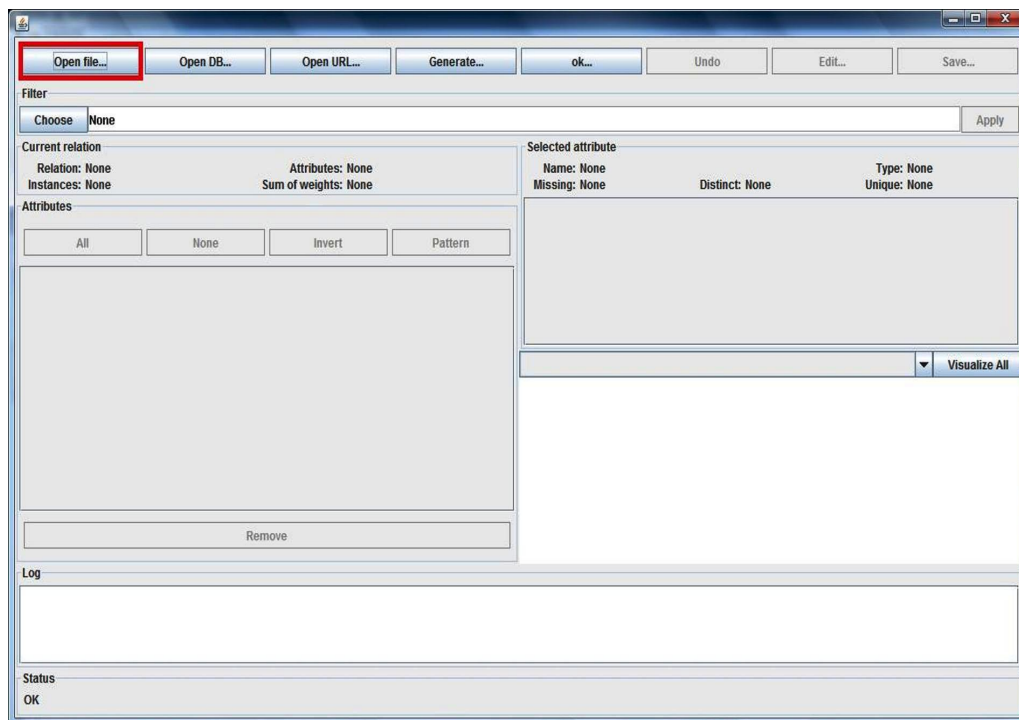 Open file... Open DB... Open URL... Generate... ok... Undo Edit... Save...
Filter
Choose None Apply
Current relation
Relation: None Attributes: None
Instances: None Sum of weights: None
Selected attribute
Name: None Type: None
Missing: None Distinct: None Unique: None
Attributes
All None Invert Pattern
Visualize All
Remove
Log
Status
OK